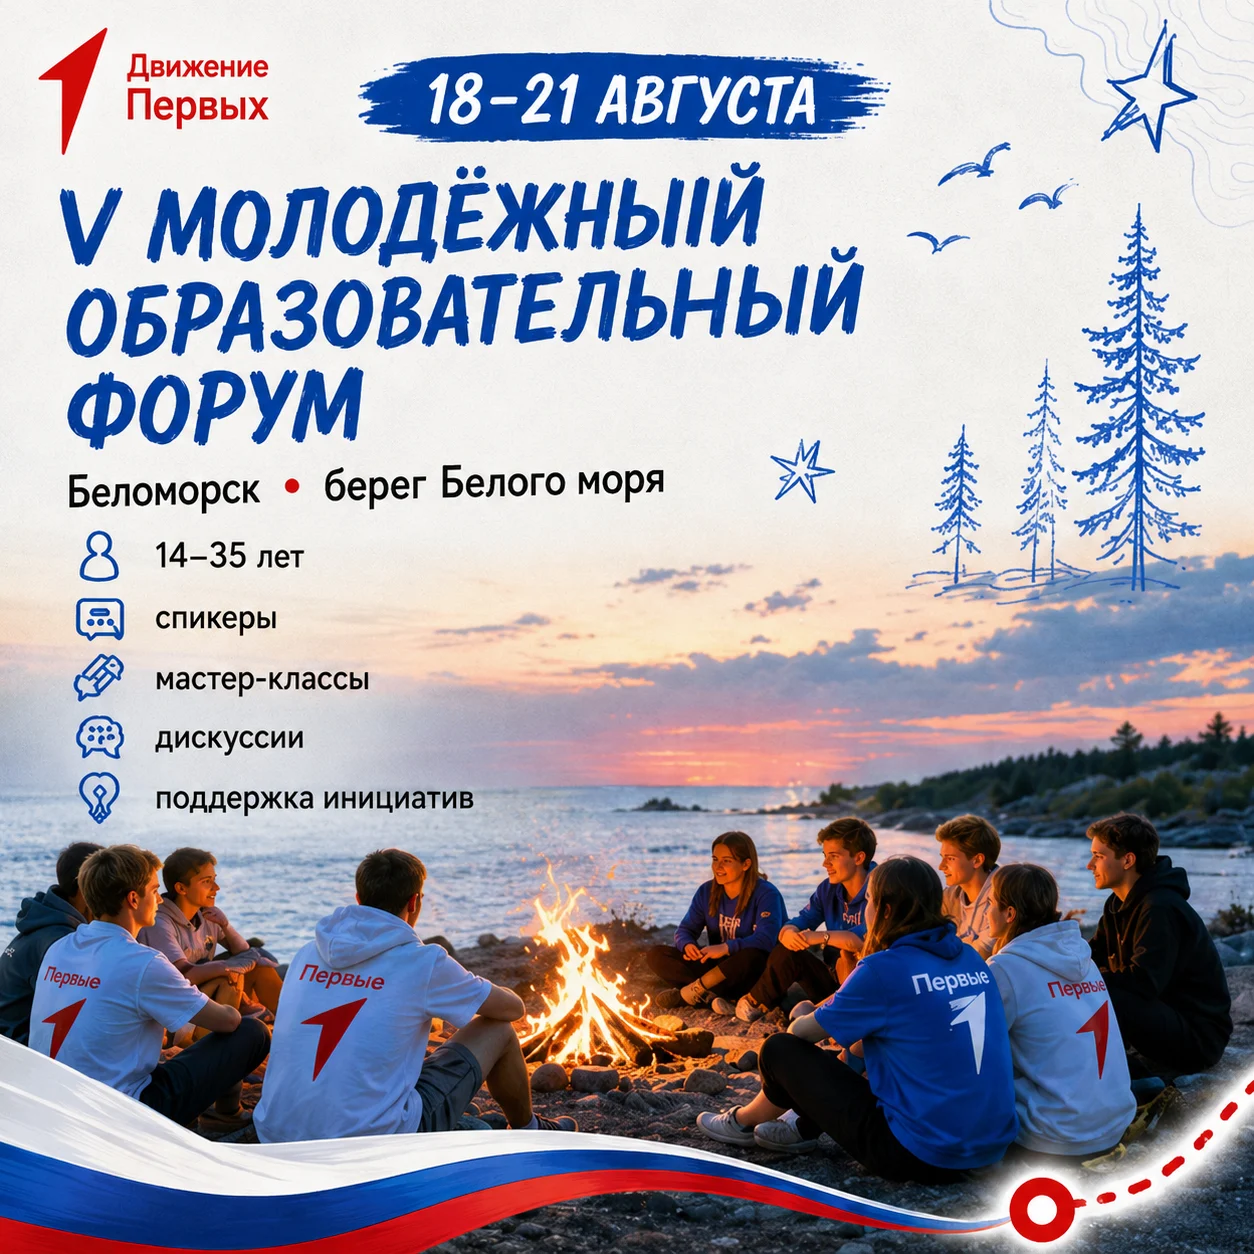 Движение
Первых
18–21 АВГУСТА
V МОЛОДЁЖНЫЙ
ОБРАЗОВАТЕЛЬНЫЙ
ФОРУМ
Беломорск • берег Белого моря
14–35 лет
спикеры
мастер-классы
дискуссии
поддержка инициатив
Первые
Первые
Первые
Первые